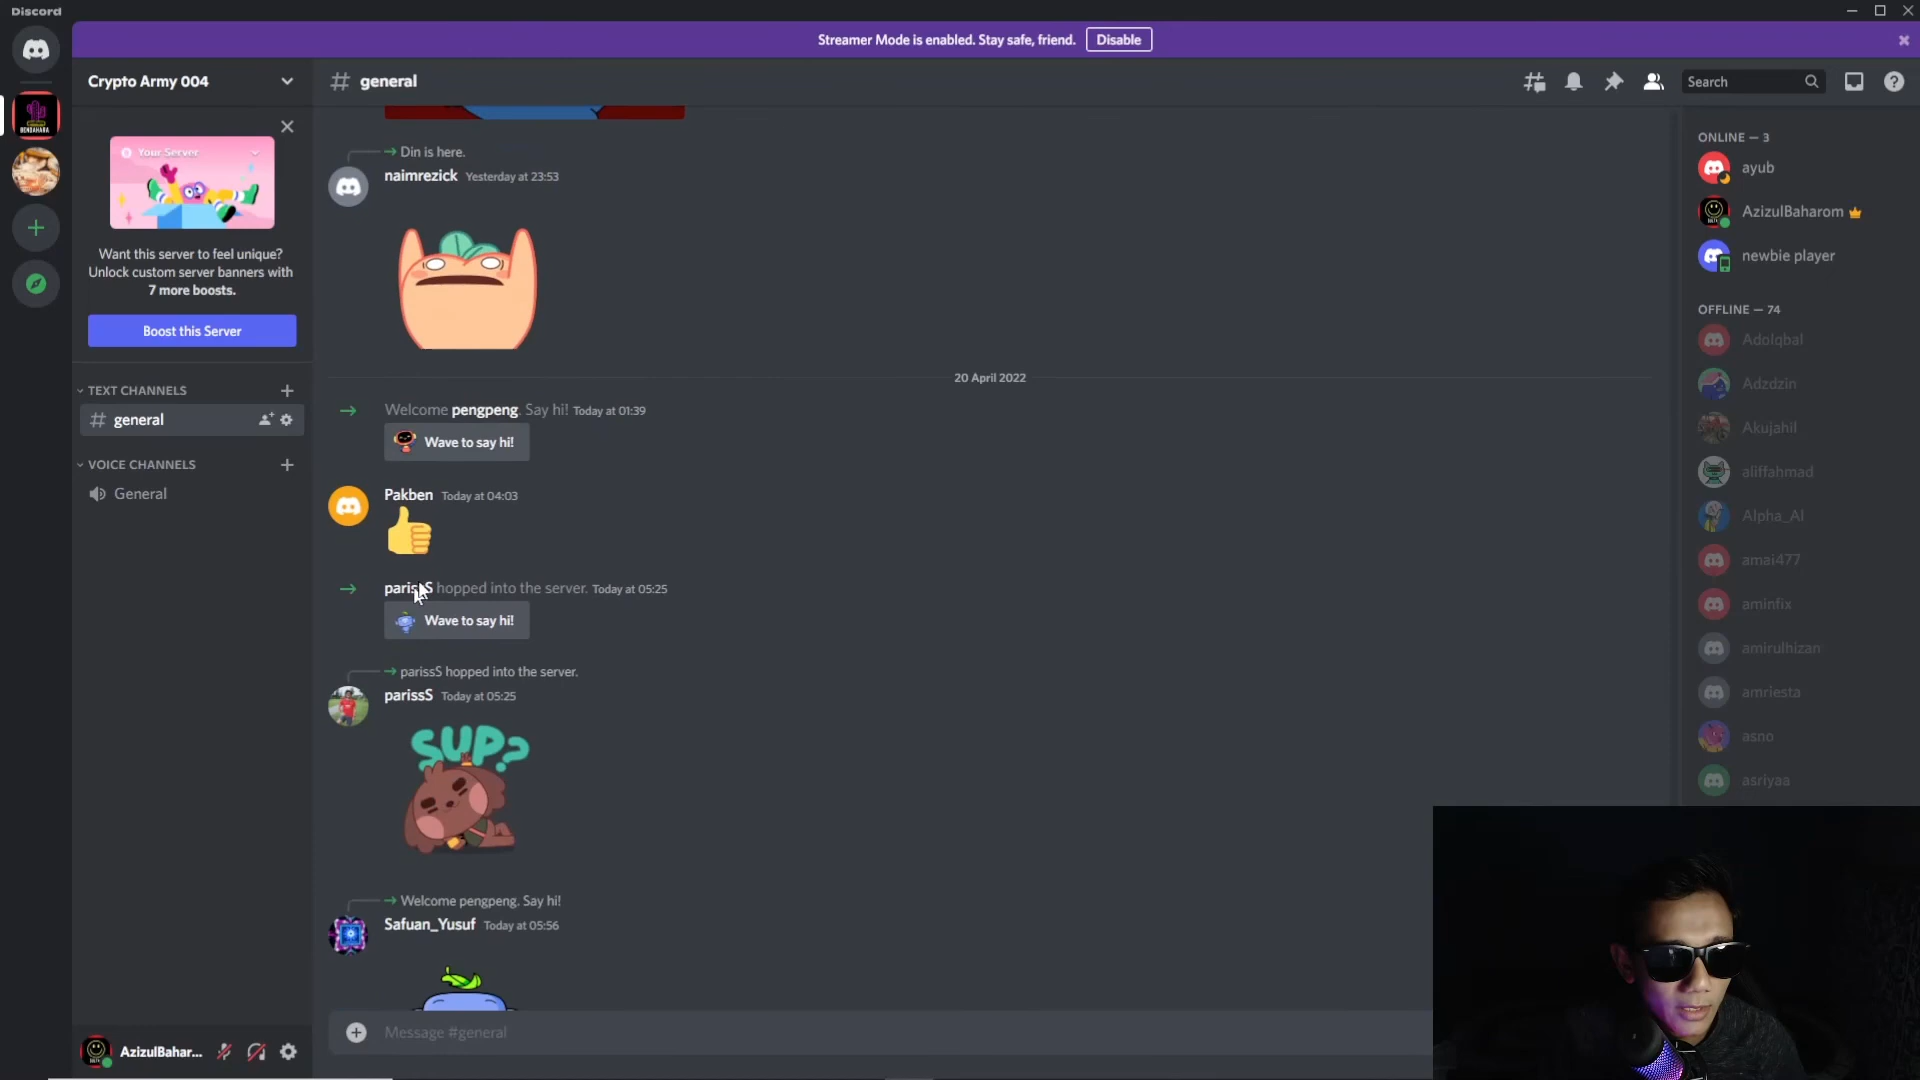 Discord
Streamer Mode is enabled. Stay safe, friend.
Disable
Crypto Army 004
Your Server
Want this server to feel unique?
Unlock custom server banners with
7 more boosts.
Boost this Server
TEXT CHANNELS
general
VOICE CHANNELS
General
AzizulBahar...
general
Search
Din is here.
naimrezick Yesterday at 23:53
20 April 2022
Welcome pengpeng. Say hi! Today at 01:39
Wave to say hi!
Pakben Today at 04:03
parissS hopped into the server. Today at 05:25
Wave to say hi!
parissS hopped into the server.
parissS Today at 05:25
SUP?
Welcome pengpeng. Say hi!
Safuan_Yusuf Today at 05:56
Message #general
ONLINE — 3
ayub
AzizulBaharom
newbie player
OFFLINE — 74
AdoIqbal
Adzdzin
Akujahil
aliffahmad
Alpha_Al
amai477
aminfix
amirulhizan
amriesta
asno
asriyaa